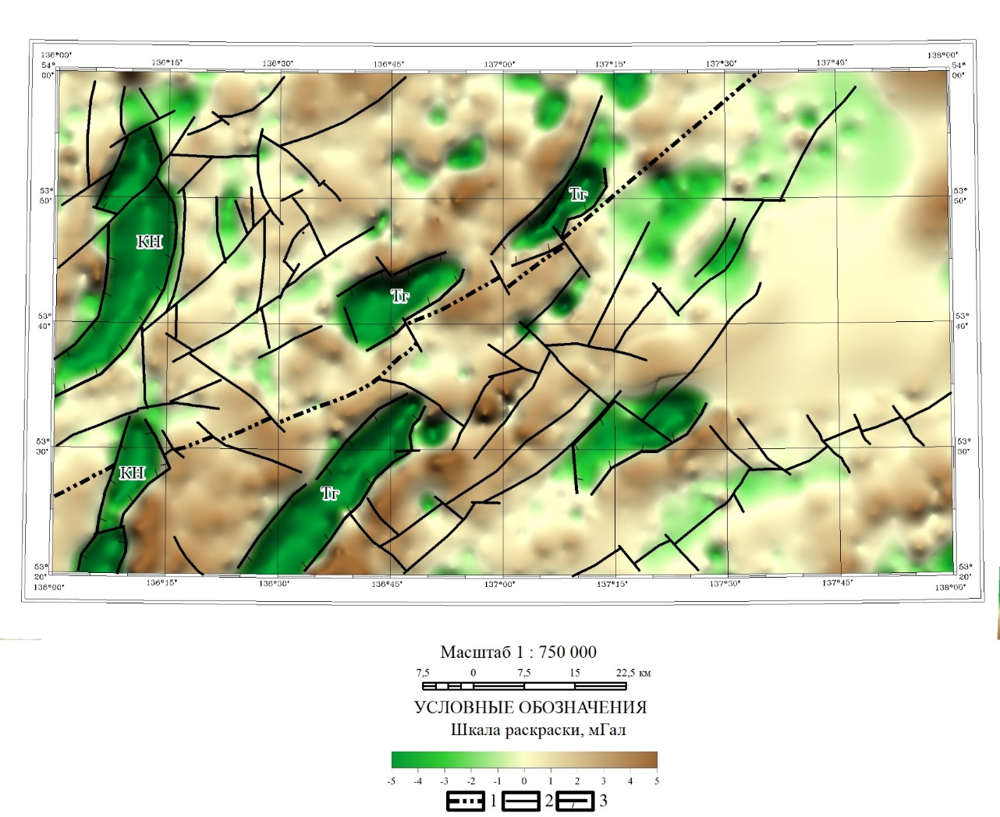 136°00' 136°15' 136°30' 136°45' 137°00' 137°15' 137°30' 137°45' 138°00'
54° 54°
00' 00'
53° Тг 53°
50' 50'
КН
Тг
53° 53°
40' 40'
53° 53°
30' 30'
КН
Тг
53° 53°
20' 20'
136°00' 136°15' 136°30' 136°45' 137°00' 137°15' 137°30' 137°45' 138°00'
Масштаб 1 : 750 000
7,5 0 7,5 15 22,5 км
УСЛОВНЫЕ ОБОЗНАЧЕНИЯ
Шкала раскраски, мГал
-5 -4 -3 -2 -1 0 1 2 3 4 5
1 2 3